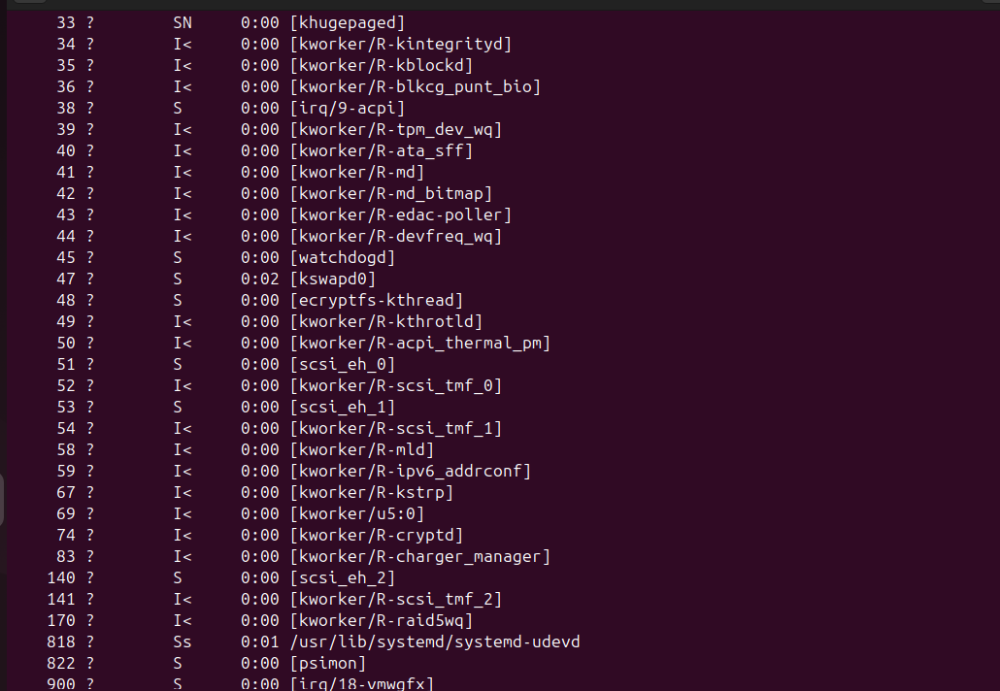 33 ? SN 0:00 [khugepaged]
34 ? I< 0:00 [kworker/R-kintegrityd]
35 ? I< 0:00 [kworker/R-kblockd]
36 ? I< 0:00 [kworker/R-blkcg_punt_bio]
38 ? S 0:00 [irq/9-acpi]
39 ? I< 0:00 [kworker/R-tpm_dev_wq]
40 ? I< 0:00 [kworker/R-ata_sff]
41 ? I< 0:00 [kworker/R-md]
42 ? I< 0:00 [kworker/R-md_bitmap]
43 ? I< 0:00 [kworker/R-edac-poller]
44 ? I< 0:00 [kworker/R-devfreq_wq]
45 ? S 0:00 [watchdogd]
47 ? S 0:02 [kswapd0]
48 ? S 0:00 [ecryptfs-kthread]
49 ? I< 0:00 [kworker/R-kthrotld]
50 ? I< 0:00 [kworker/R-acpi_thermal_pm]
51 ? S 0:00 [scsi_eh_0]
52 ? I< 0:00 [kworker/R-scsi_tmf_0]
53 ? S 0:00 [scsi_eh_1]
54 ? I< 0:00 [kworker/R-scsi_tmf_1]
58 ? I< 0:00 [kworker/R-mld]
59 ? I< 0:00 [kworker/R-ipv6_addrconf]
67 ? I< 0:00 [kworker/R-kstrp]
69 ? I< 0:00 [kworker/u5:0]
74 ? I< 0:00 [kworker/R-cryptd]
83 ? I< 0:00 [kworker/R-charger_manager]
140 ? S 0:00 [scsi_eh_2]
141 ? I< 0:00 [kworker/R-scsi_tmf_2]
170 ? I< 0:00 [kworker/R-raid5wq]
818 ? Ss 0:01 /usr/lib/systemd/systemd-udevd
822 ? S 0:00 [psimon]
900 ? S 0:00 [irq/18-vmwgfx]